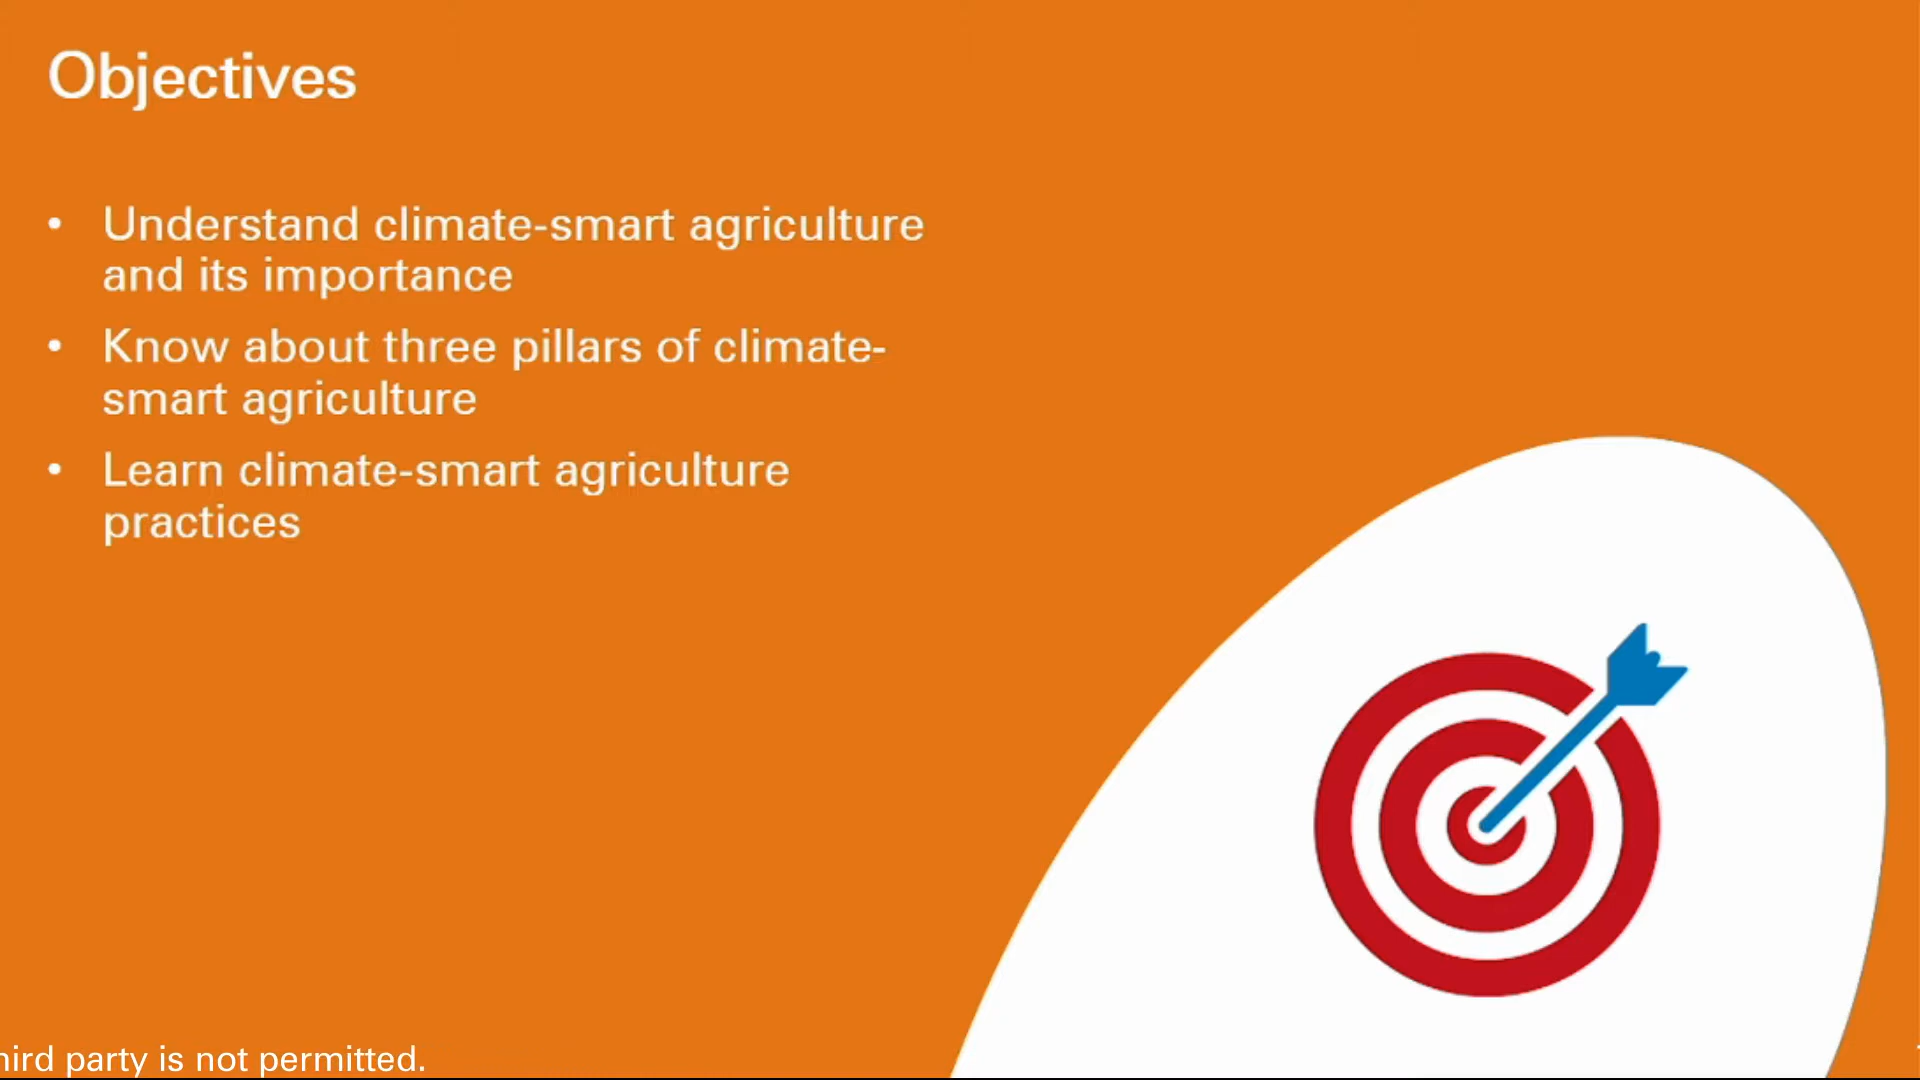 Objectives
• Understand climate-smart agriculture
and its importance
• Know about three pillars of climate-
smart agriculture
• Learn climate-smart agriculture
practices
party is not permitted.